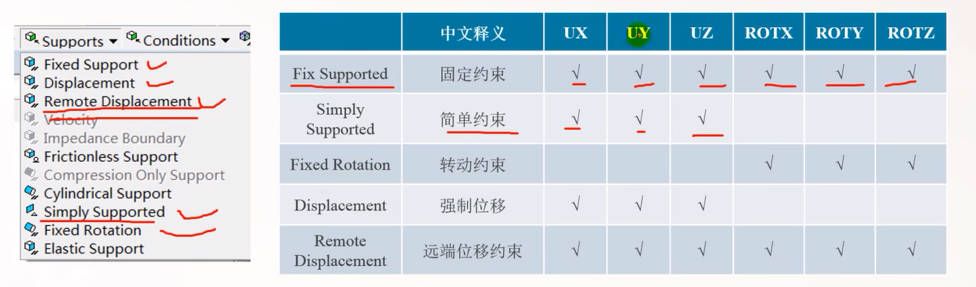 Supports Conditions
Fixed Support
Displacement
Remote Displacement
Velocity
Impedance Boundary
Frictionless Support
Compression Only Support
Cylindrical Support
Simply Supported
Fixed Rotation
Elastic Support
中文释义 UX UY UZ ROTX ROTY ROTZ
Fix Supported 固定约束 √ √ √ √ √ √
Simply
Supported 简单约束 √ √ √
Fixed Rotation 转动约束 √ √ √
Displacement 强制位移 √ √ √
Remote
Displacement 远端位移约束 √ √ √ √ √ √